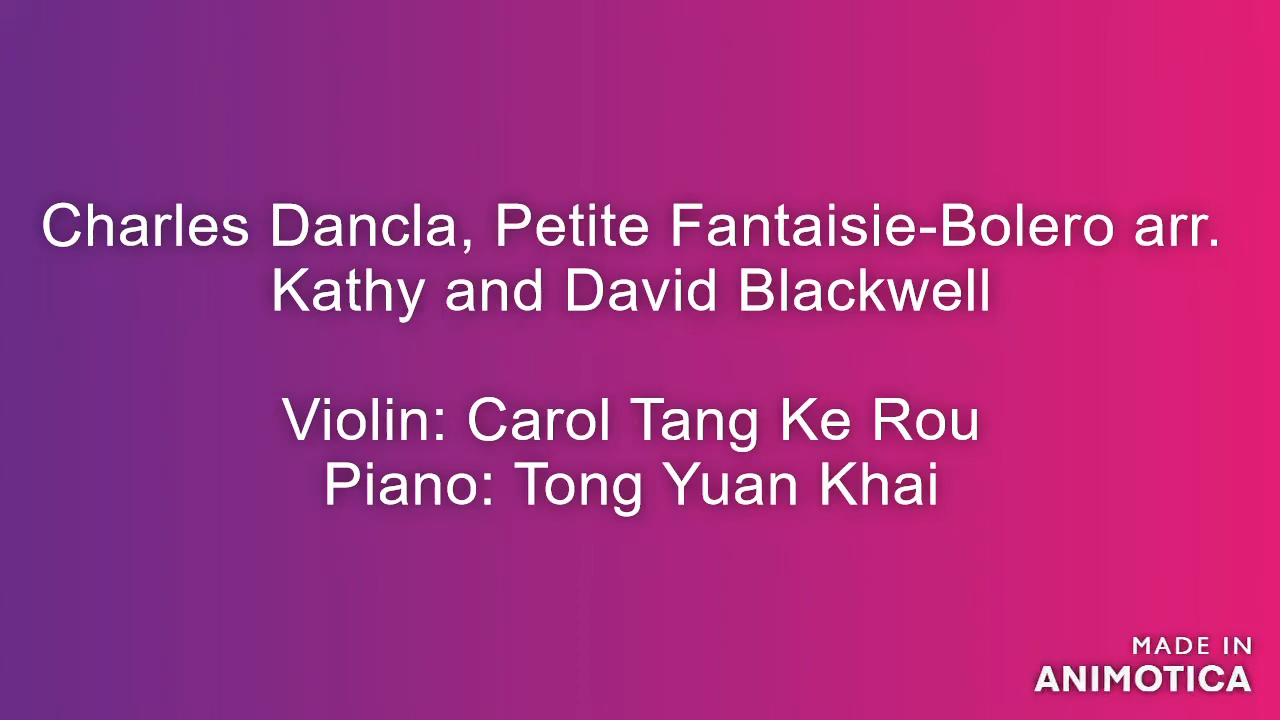 Charles Dancla, Petite Fantaisie-Bolero arr.
Kathy and David Blackwell
Violin: Carol Tang Ke Rou
Piano: Tong Yuan Khai
MADE IN
ANIMOTICA